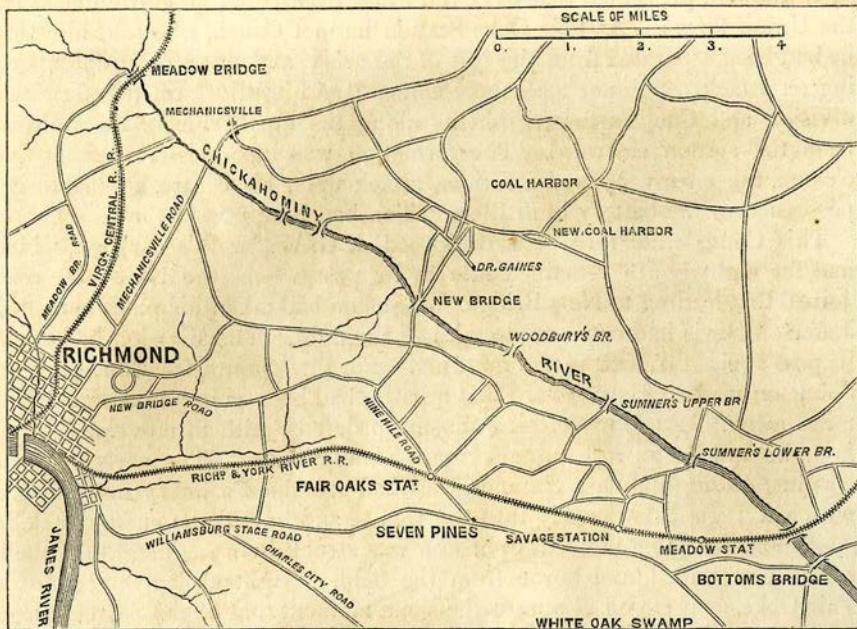 SCALE OF MILES
0. 1. 2. 3. 4
MEADOW BRIDGE
MECHANICSVILLE
CHICKAHOMINY
VIRGA. CENTRAL R. R.
MEADOW BR. ROAD
MECHANICSVILLE ROAD
COAL HARBOR
NEW COAL HARBOR
DR. GAINES
NEW BRIDGE
WOODBURY'S BR.
RICHMOND
RIVER
NEW BRIDGE ROAD
NINE MILE ROAD
SUMNER'S UPPER BR.
SUMNER'S LOWER BR.
RICHD. & YORK RIVER R.R.
FAIR OAKS STAT.
SEVEN PINES
SAVAGE STATION
MEADOW STAT.
WILLIAMSBURG STAGE ROAD
CHARLES CITY ROAD
JAMES RIVER
BOTTOMS BRIDGE
WHITE OAK SWAMP